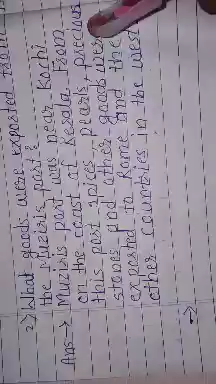 2) What goods were exported from
the Muziris port?
Ans → Muziris port was near Kochi
on the coast of Kerala. From
this port spices, pearls, precious
stones and other goods were
exported to Rome and the
other countries in the west